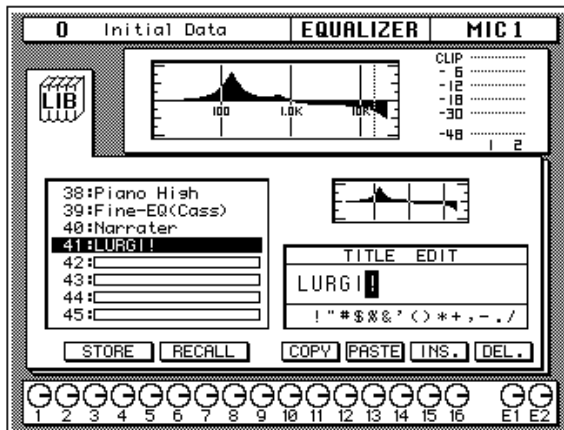 0 Initial Data EQUALIZER MIC 1
LIB
100 1.0K 10K
CLIP
- 6
-12
-18
-30
-48
1 2
38:Piano High
39:Fine-EQ(Cass)
40:Narrater
41:LURGI!
42:
43:
44:
45:
TITLE EDIT
LURGI!
!"#$%&'()*+,-./
STORE RECALL COPY PASTE INS. DEL.
1 2 3 4 5 6 7 8 9 10 11 12 13 14 15 16 E1 E2